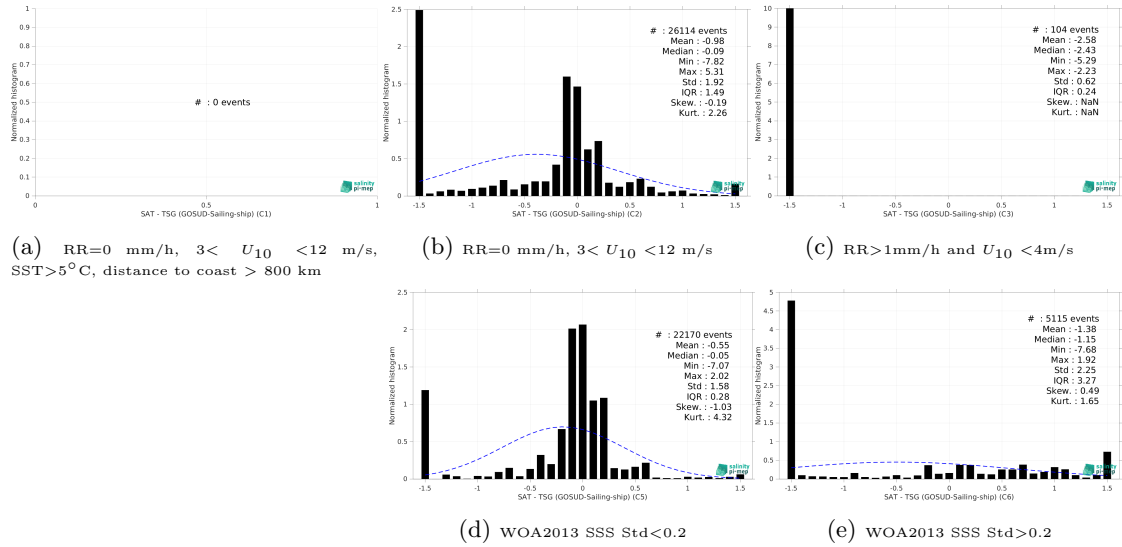 1
0.9
0.8
0.7
0.6
0.5
0.4
0.3
0.2
0.1
0
Normalized histogram
# : 0 events
salinity
pi-mep
0 0.5 1
SAT - TSG (GOSUD-Sailing-ship) (C1)
(a) RR=0 mm/h, 3< U10 <12 m/s,
SST>5°C, distance to coast > 800 km
2.5
2
1.5
1
0.5
0
Normalized histogram
# : 26114 events
Mean : -0.98
Median : -0.09
Min : -7.82
Max : 5.31
Std : 1.92
IQR : 1.49
Skew. : -0.19
Kurt. : 2.26
salinity
pi-mep
-1.5 -1 -0.5 0 0.5 1 1.5
SAT - TSG (GOSUD-Sailing-ship) (C2)
(b) RR=0 mm/h, 3< U10 <12 m/s
10
9
8
7
6
5
4
3
2
1
0
Normalized histogram
# : 104 events
Mean : -2.58
Median : -2.43
Min : -5.29
Max : -2.23
Std : 0.62
IQR : 0.24
Skew. : NaN
Kurt. : NaN
salinity
pi-mep
-1.5 -1 -0.5 0 0.5 1 1.5
SAT - TSG (GOSUD-Sailing-ship) (C3)
(c) RR>1mm/h and U10 <4m/s
2.5
2
1.5
1
0.5
0
Normalized histogram
# : 22170 events
Mean : -0.55
Median : -0.05
Min : -7.07
Max : 2.02
Std : 1.58
IQR : 0.28
Skew. : -1.03
Kurt. : 4.32
salinity
pi-mep
-1.5 -1 -0.5 0 0.5 1 1.5
SAT - TSG (GOSUD-Sailing-ship) (C5)
(d) WOA2013 SSS Std<0.2
5
4.5
4
3.5
3
2.5
2
1.5
1
0.5
0
Normalized histogram
# : 5115 events
Mean : -1.38
Median : -1.15
Min : -7.68
Max : 1.92
Std : 2.25
IQR : 3.27
Skew. : 0.49
Kurt. : 1.65
salinity
pi-mep
-1.5 -1 -0.5 0 0.5 1 1.5
SAT - TSG (GOSUD-Sailing-ship) (C6)
(e) WOA2013 SSS Std>0.2